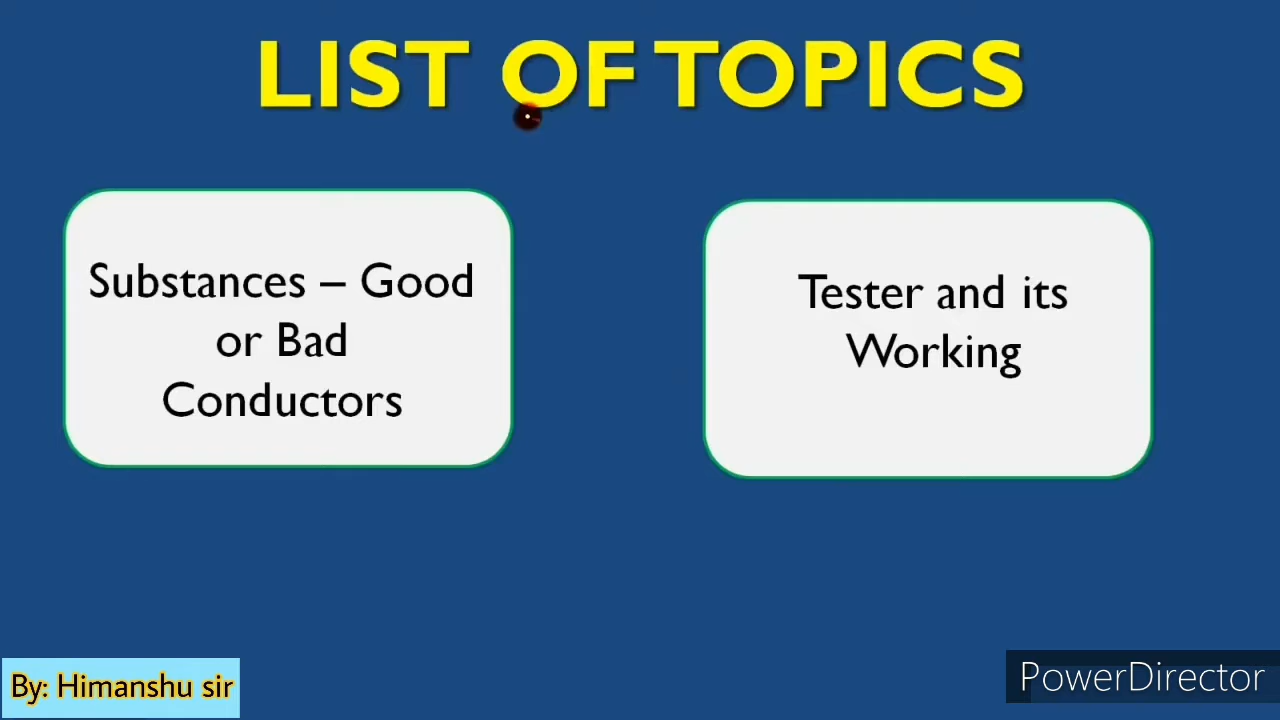 LIST OF TOPICS
Substances – Good
or Bad
Conductors
Tester and its
Working
By: Himanshu sir
PowerDirector